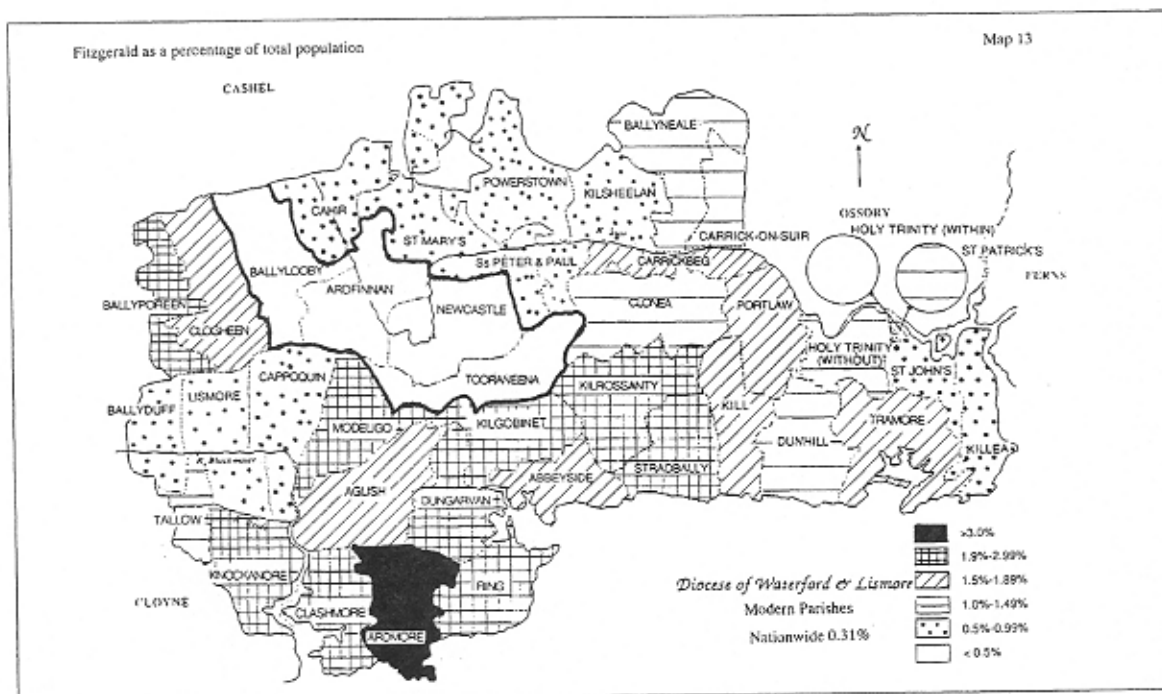 Fitzgerald as a percentage of total population
Map 13
CASHEL
BALLYNEALE
N
POWERSTOWN
KILSHEELAN
CAHIR
OSSORY
HOLY TRINITY (WITHIN)
ST MARY'S
CARRICK-ON-SUIR
ST PATRICK'S
Ss PETER & PAUL
CARRICKBEG
FERNS
BALLYLOOBY
ARDFINNAN
BALLYPOREEN
NEWCASTLE
CLONEA
PORTLAW
CLOGHEEN
HOLY TRINITY
(WITHOUT)
ST JOHN'S
CAPPOQUIN
TOORANEENA
KILROSSANTY
LISMORE
BALLYDUFF
KILL
TRAMORE
MODELIGO
KILGOBINET
DUNHILL
KILLEA
R. Blackwater
STRADBALLY
ABBEYSIDE
AGLISH
DUNGARVAN
TALLOW
>3.0%
1.9%-2.99%
KNOCKANORE
RING
Diocese of Waterford & Lismore
1.5%-1.89%
CLOYNE
CLASHMORE
Modern Parishes
1.0%-1.49%
ARDMORE
Nationwide 0.31%
0.5%-0.99%
< 0.5%